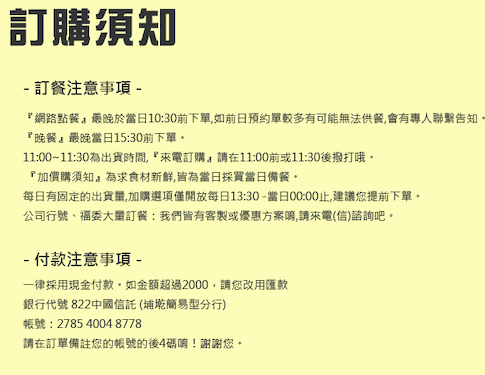 訂購須知
- 訂餐注意事項 -
『網路點餐』最晚於當日10:30前下單,如前日預約單較多有可能無法供餐,會有專人聯繫告知。
『晚餐』最晚當日15:30前下單。
11:00~11:30為出貨時間,『來電訂購』請在11:00前或11:30後撥打哦。
『加價購須知』為求食材新鮮,皆為當日採買當日備餐。
每日有固定的出貨量,加購選項僅開放每日13:30 -當日00:00止,建議您提前下單。
公司行號、福委大量訂餐：我們皆有客製或優惠方案唷,請來電(信)諮詢吧。
- 付款注意事項 -
一律採用現金付款。如金額超過2000，請您改用匯款
銀行代號 822中國信託 (埔墘簡易型分行)
帳號：2785 4004 8778
請在訂單備註您的帳號的後4碼唷！謝謝您。